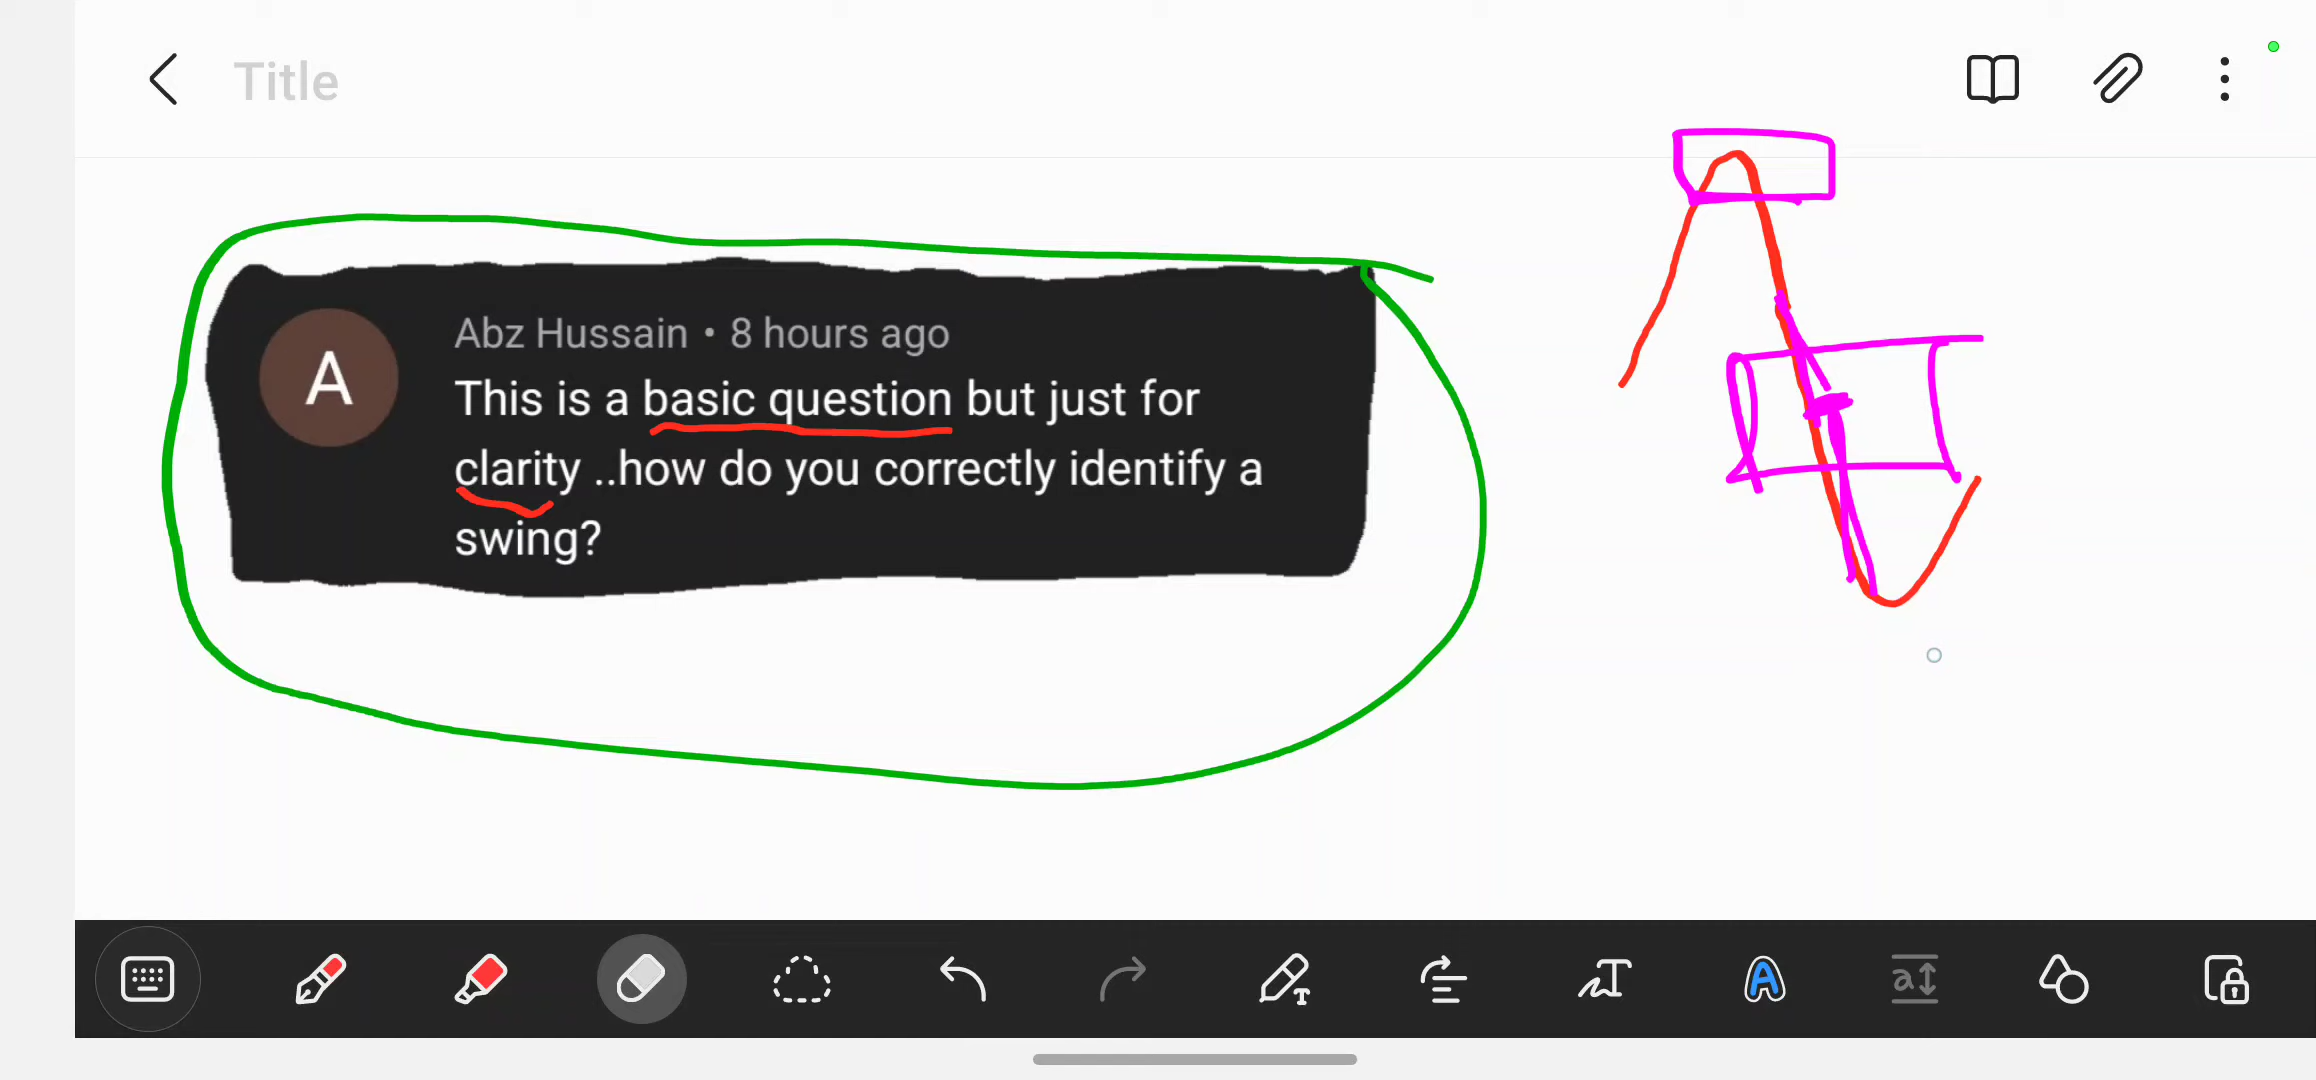 Title
A
Abz Hussain • 8 hours ago
This is a basic question but just for
clarity ..how do you correctly identify a
swing?